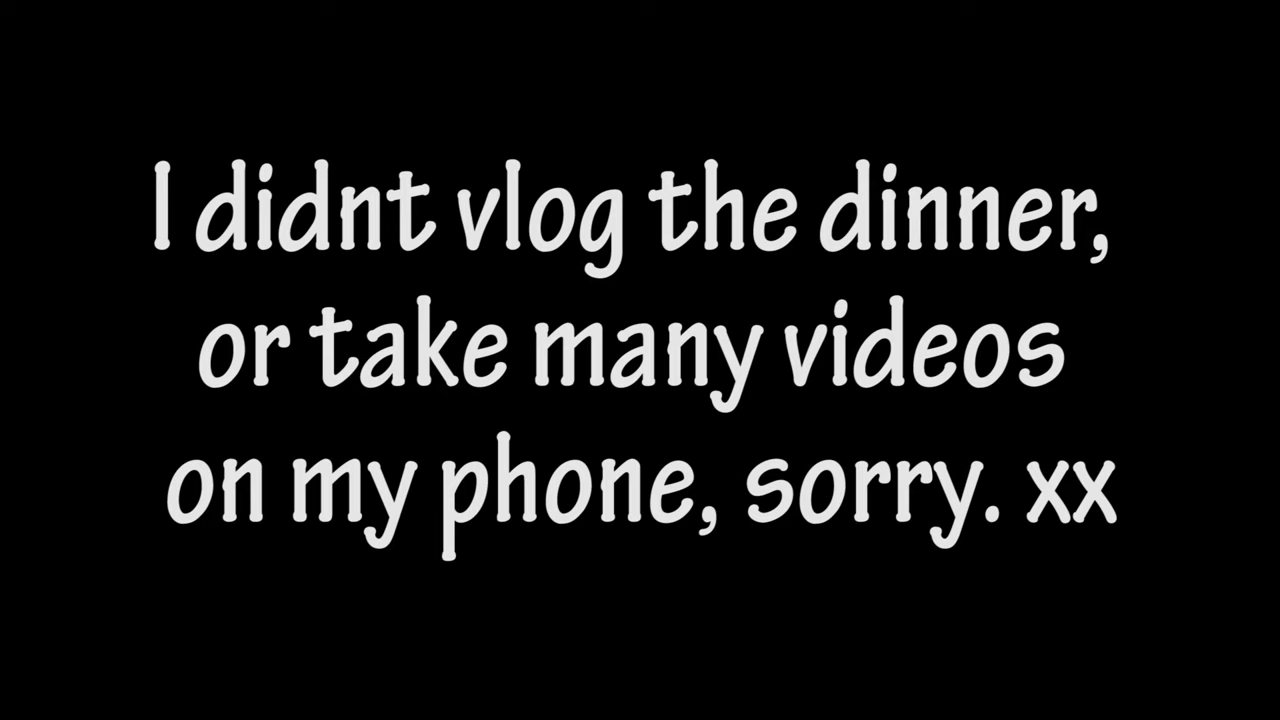 I didnt vlog the dinner,
or take many videos
on my phone, sorry. xx